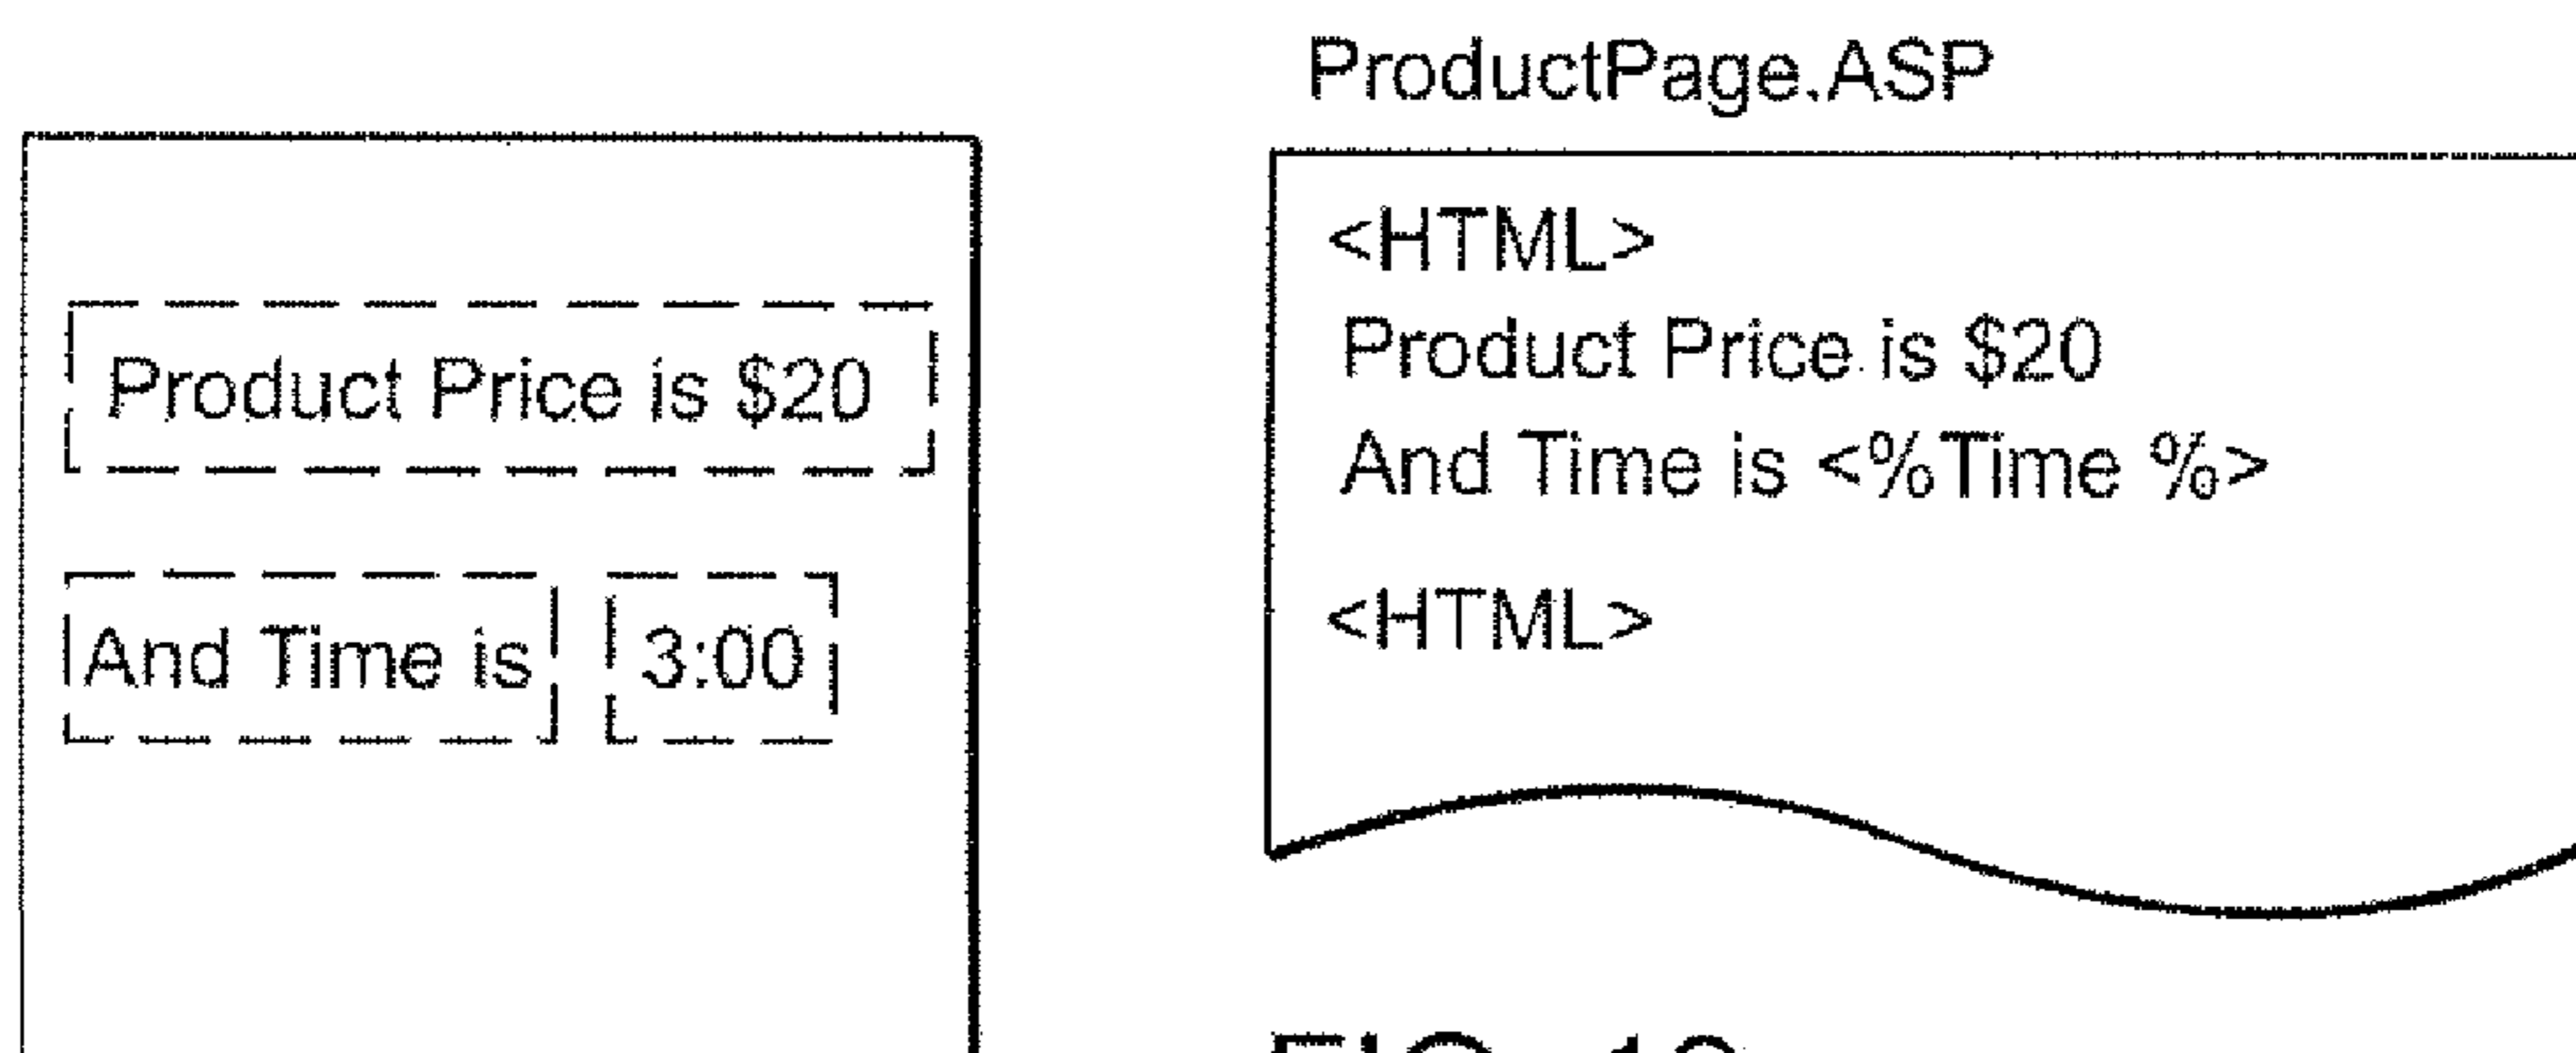 ProductPage.ASP
Product Price is $20
And Time is 3:00
<HTML>
Product Price is $20
And Time is <%Time %>
<HTML>